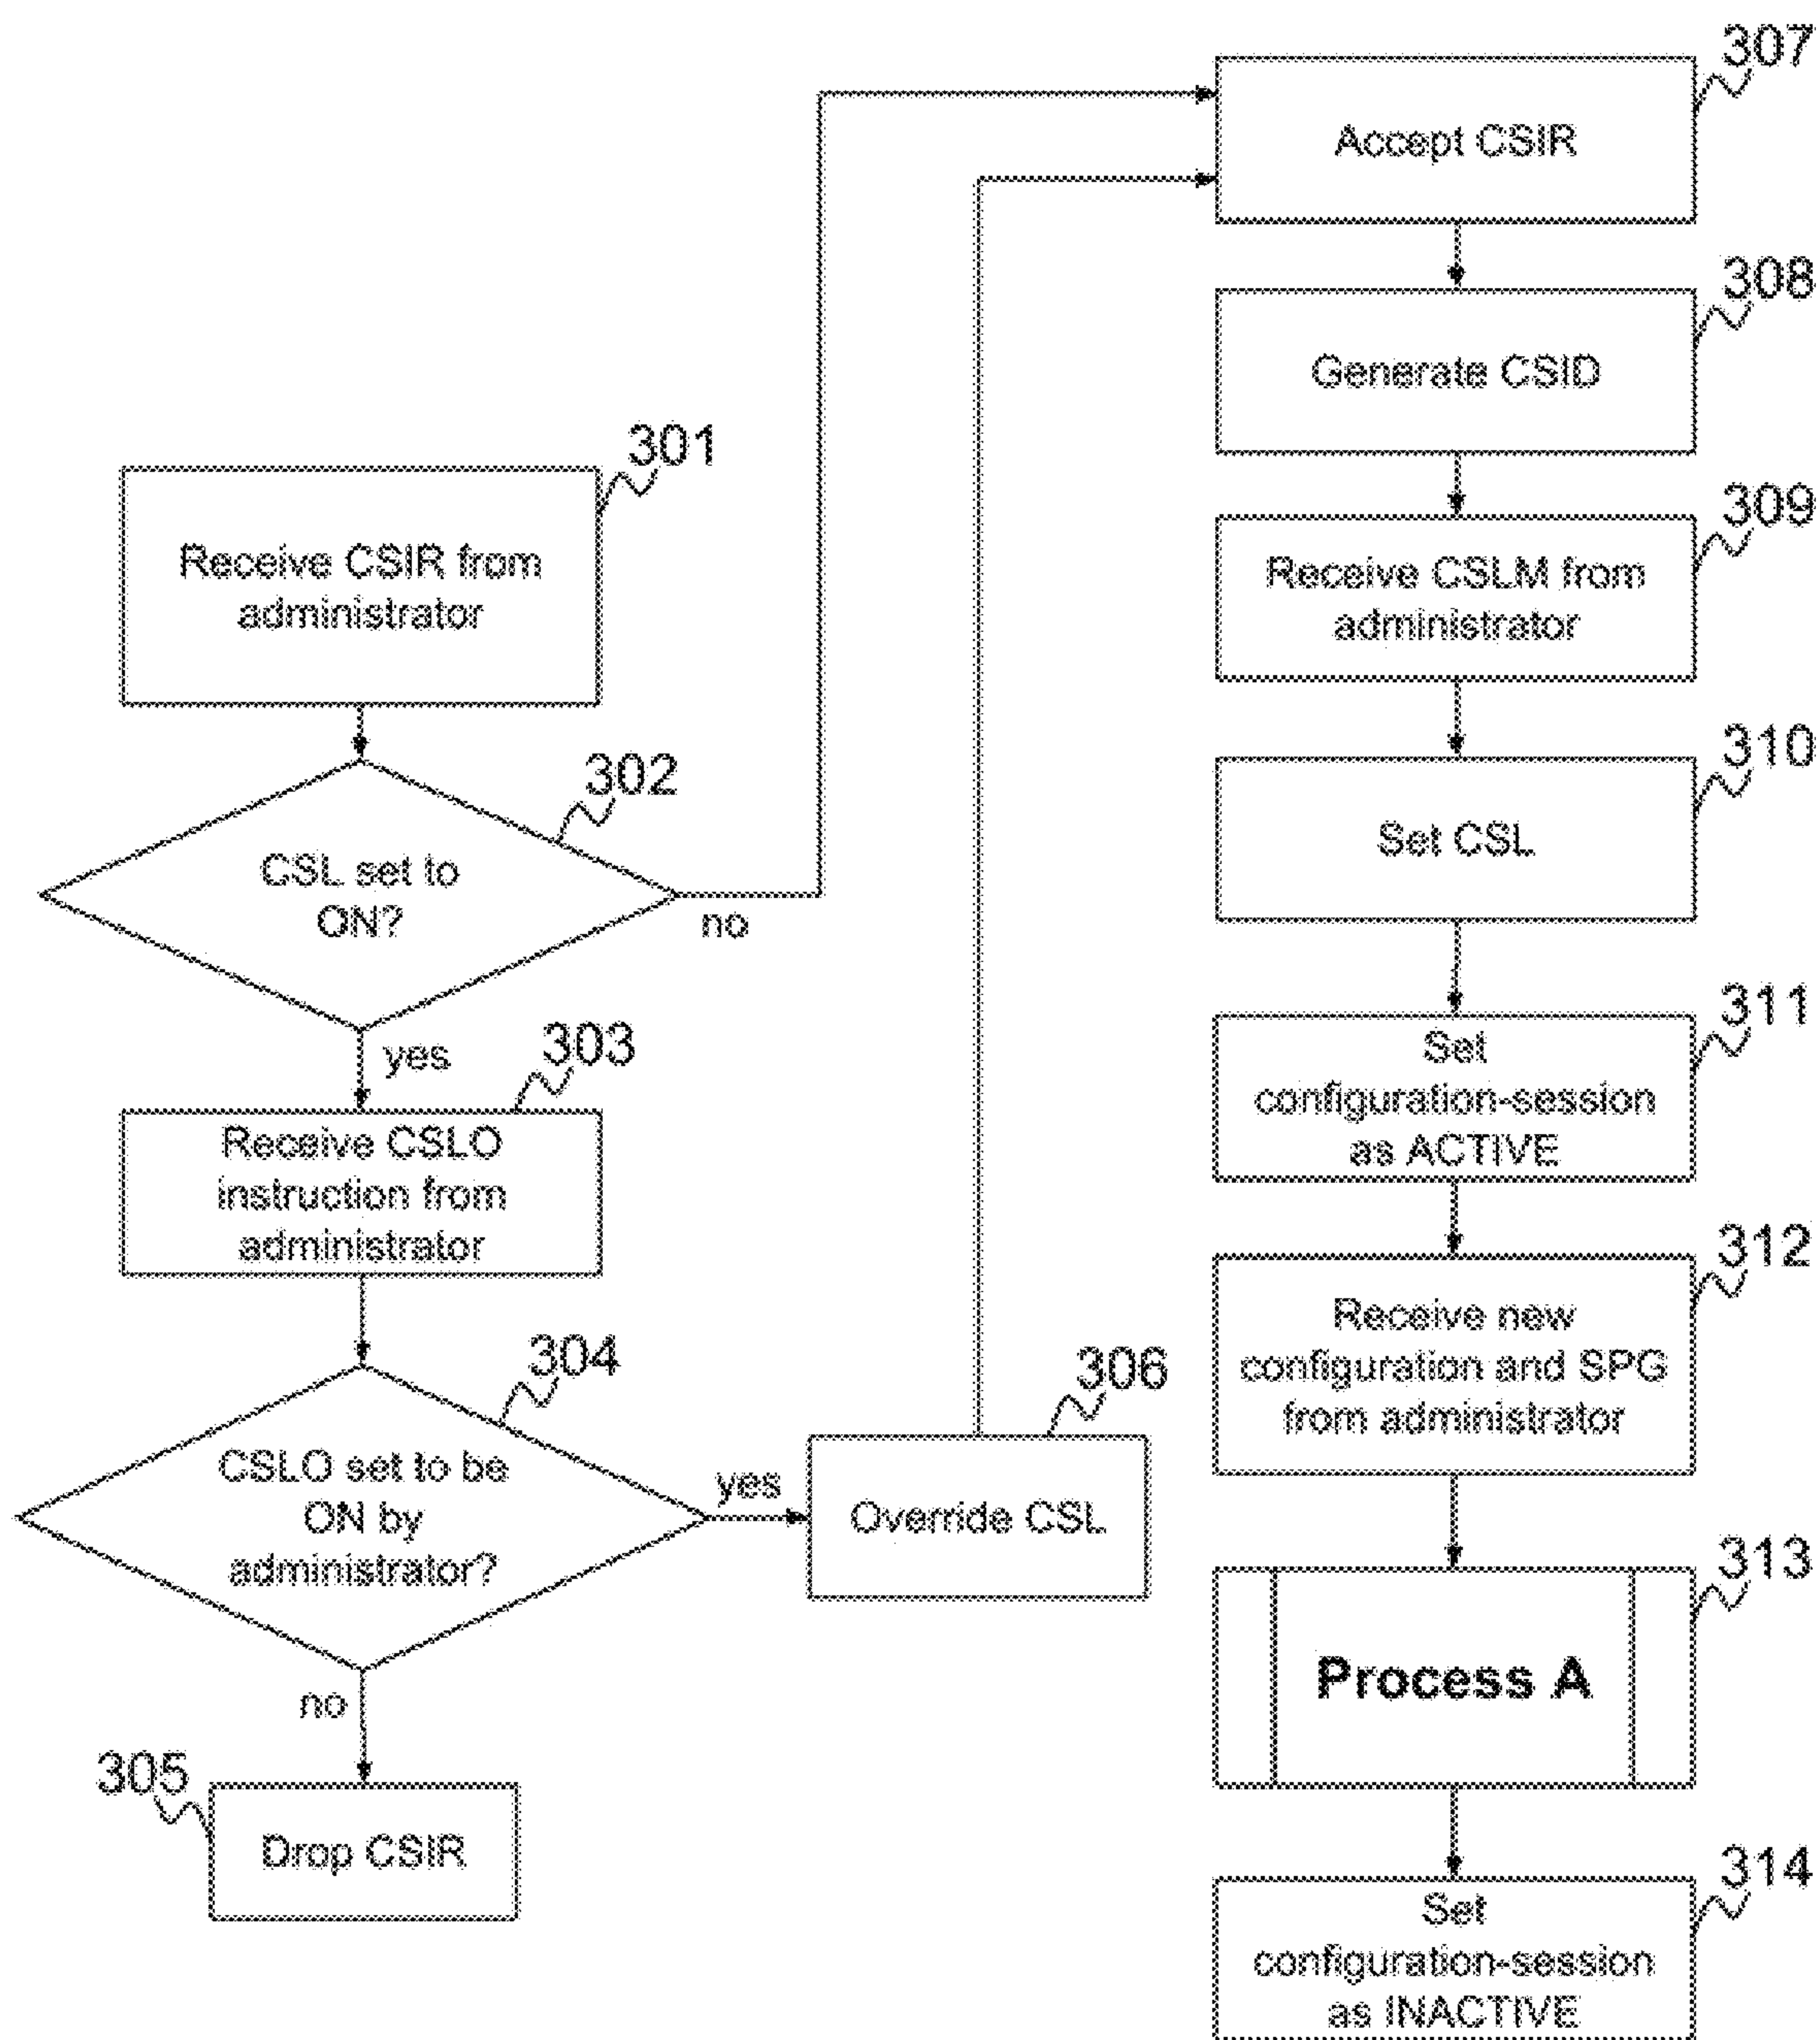 301
Receive CSIR from
administrator
302
CSL set to
ON?
no
yes
303
Receive CSLO
instruction from
administrator
304
CSLO set to be
ON by
administrator?
yes
306
Override CSL
no
305
Drop CSIR
307
Accept CSIR
308
Generate CSID
309
Receive CSLM from
administrator
310
Set CSL
311
Set
configuration-session
as ACTIVE
312
Receive new
configuration and SPG
from administrator
313
Process A
314
Set
configuration-session
as INACTIVE